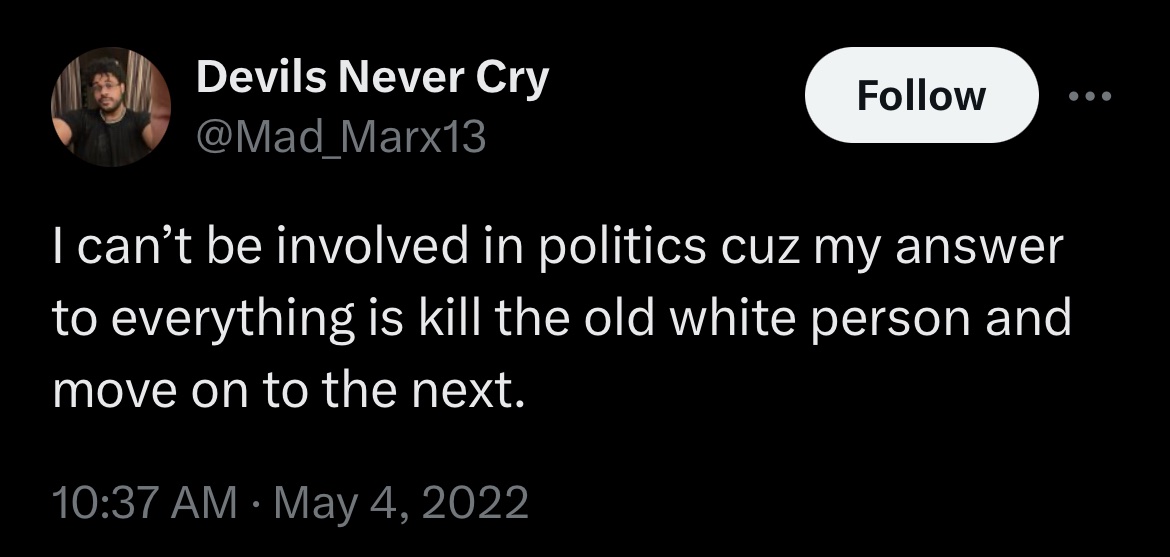 Devils Never Cry
@Mad_Marx13
Follow
I can’t be involved in politics cuz my answer
to everything is kill the old white person and
move on to the next.
10:37 AM · May 4, 2022